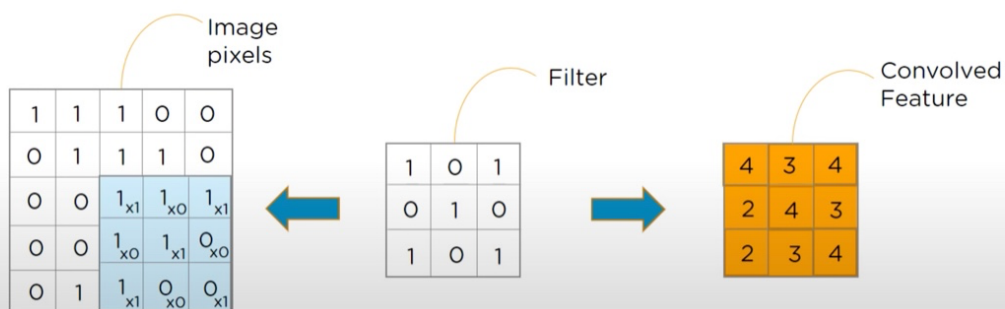 Image
pixels
Filter
Convolved
Feature
1 1 1 0 0
0 1 1 1 0
0 0 1x1 1x0 1x1
0 0 1x0 1x1 0x0
0 1 1x1 0x0 0x1
1 0 1
0 1 0
1 0 1
4 3 4
2 4 3
2 3 4